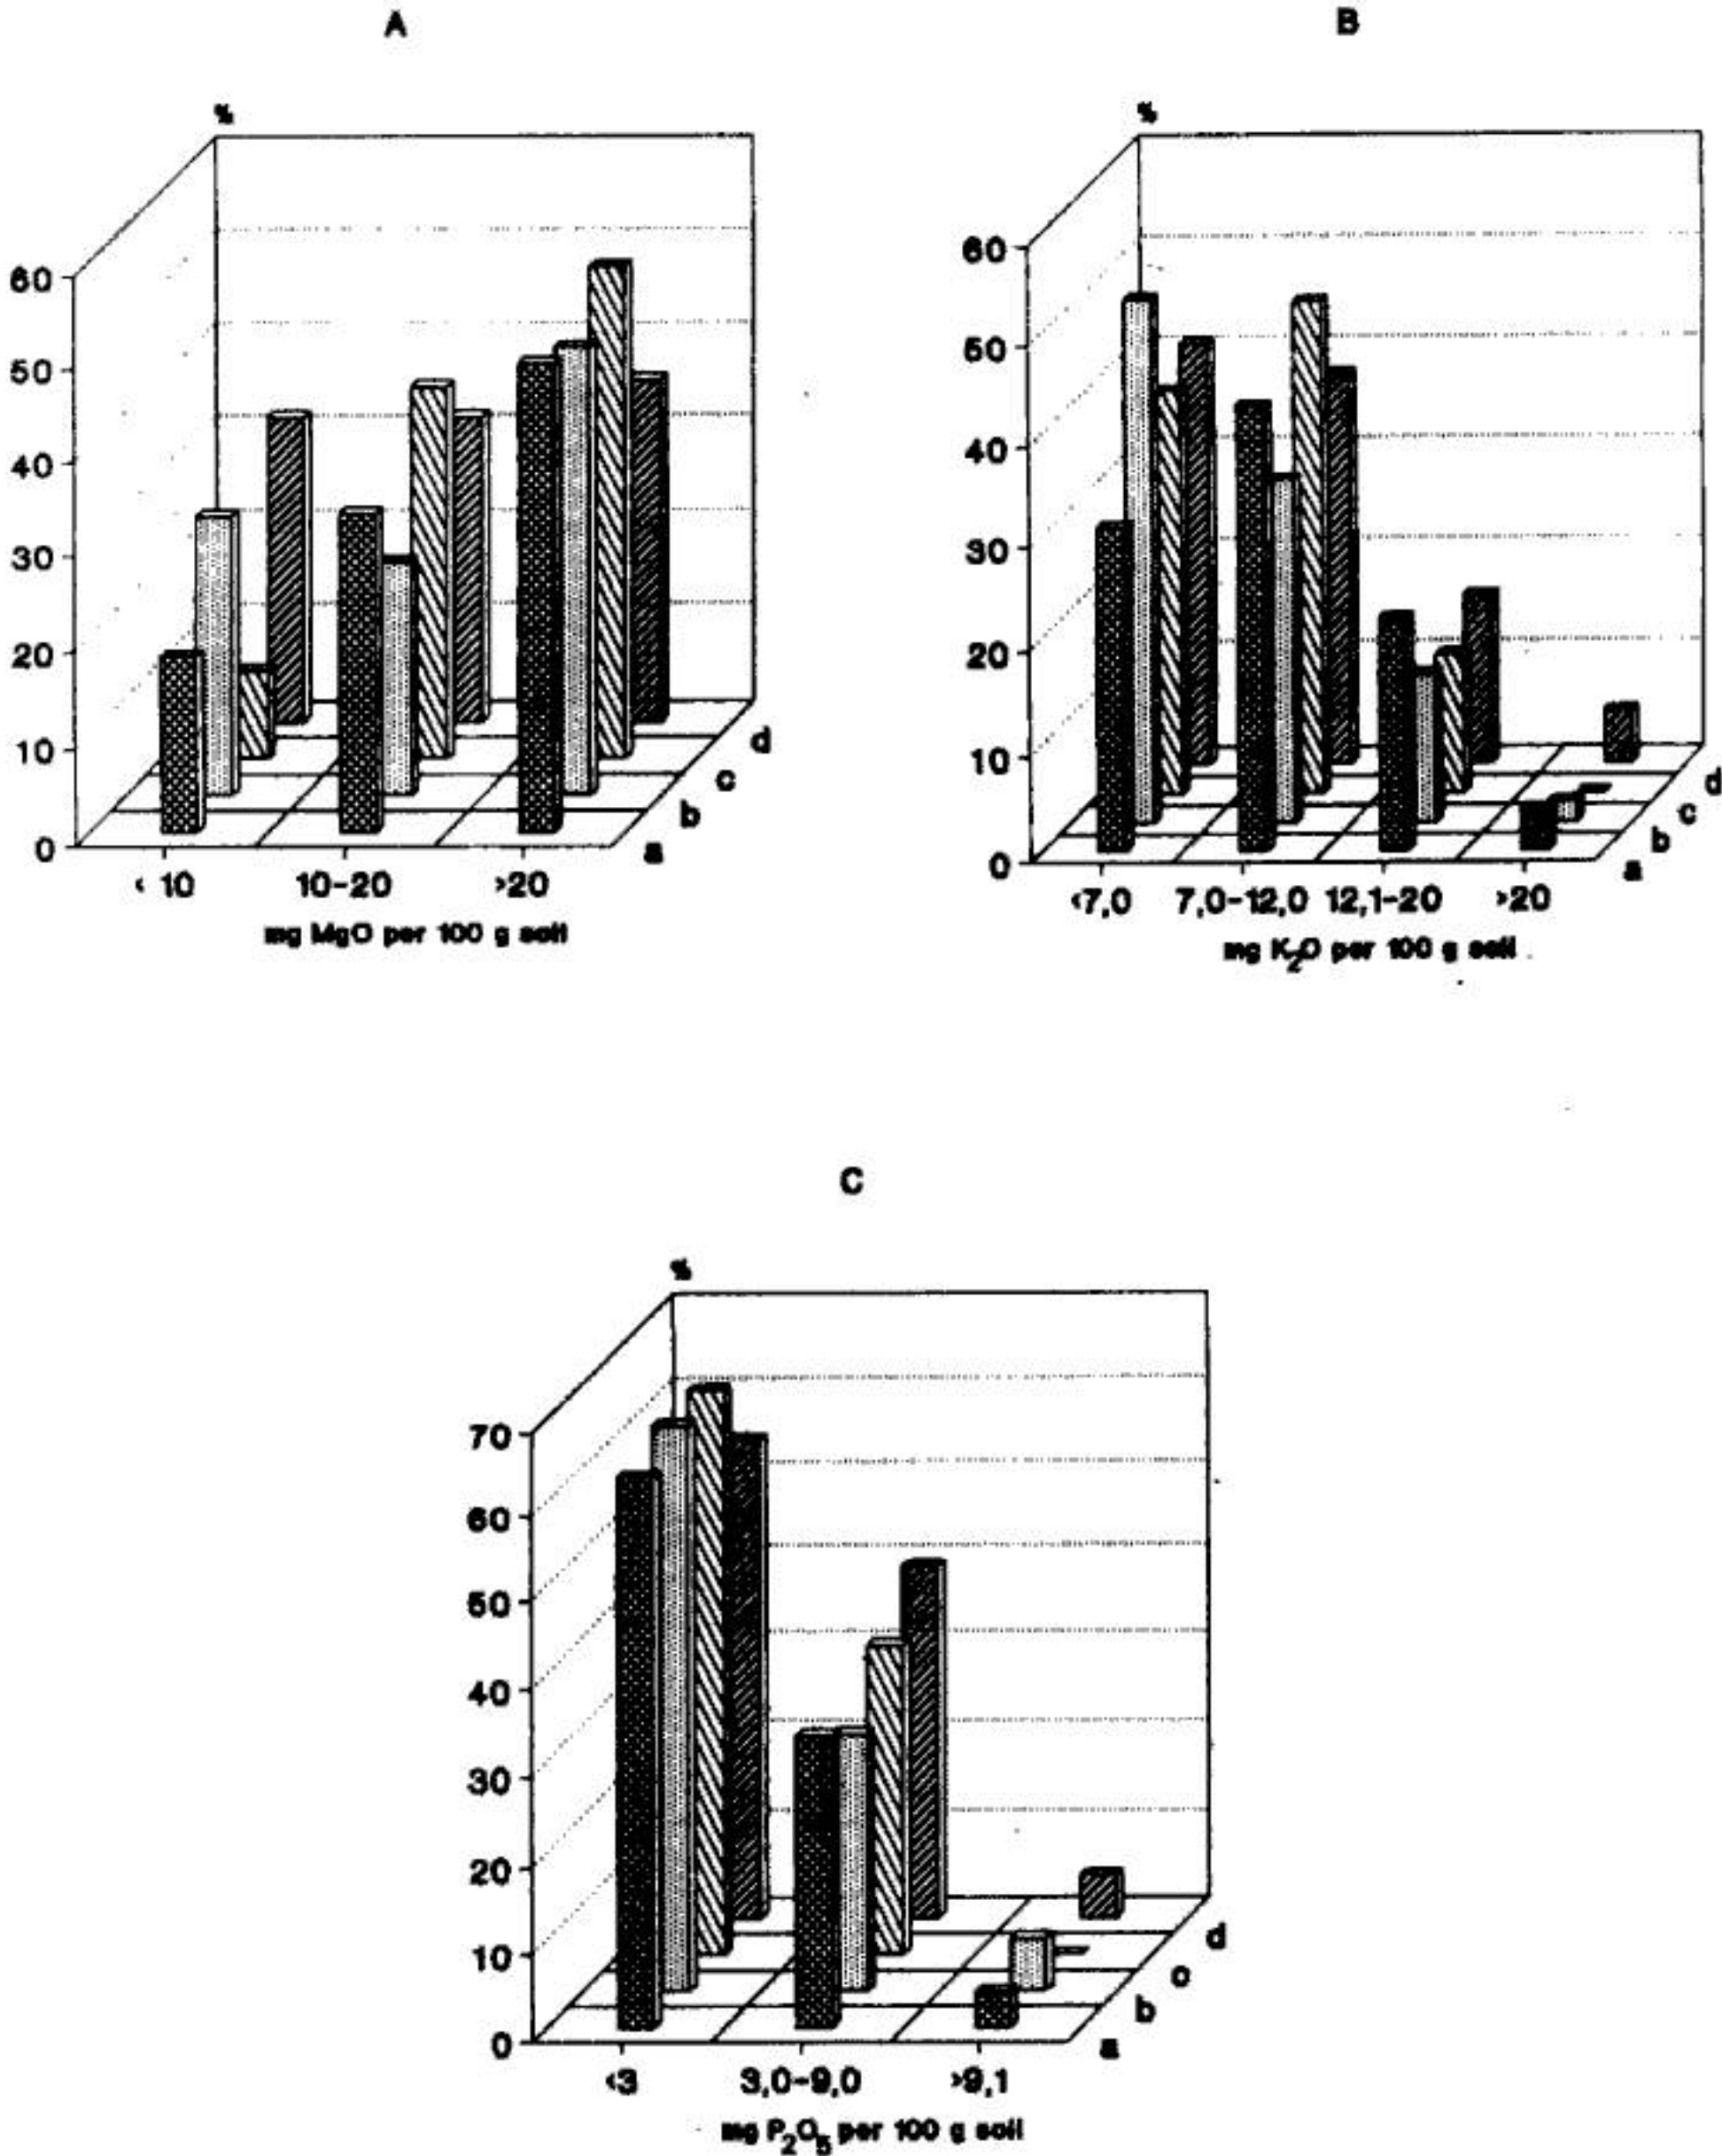 A
%
60
50
40
30
20
10
0
d
c
b
a
<10 10-20 >20
mg MgO per 100 g soil
B
%
60
50
40
30
20
10
0
d
c
b
a
<7,0 7,0-12,0 12,1-20 >20
mg K₂O per 100 g soil
C
%
70
60
50
40
30
20
10
0
d
c
b
a
<3 3,0-9,0 >9,1
mg P₂O₅ per 100 g soil